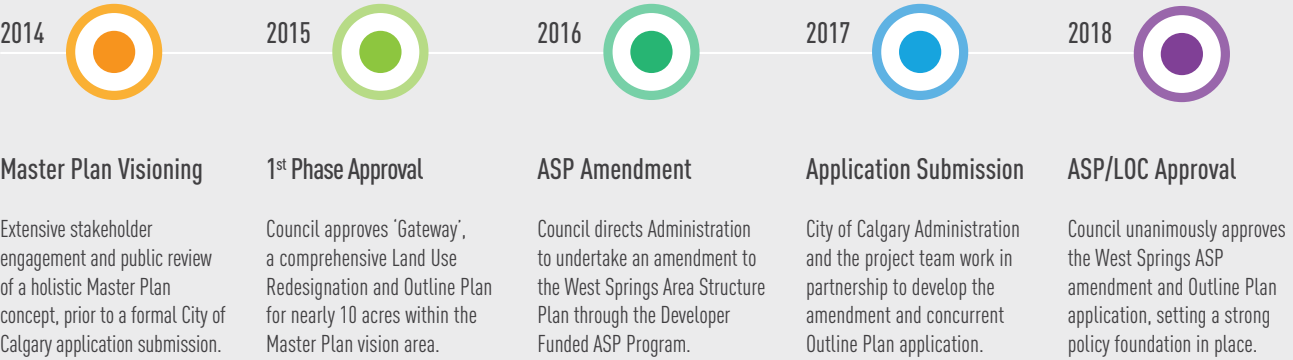 2014
Master Plan Visioning
Extensive stakeholder
engagement and public review
of a holistic Master Plan
concept, prior to a formal City of
Calgary application submission.
2015
1st Phase Approval
Council approves ‘Gateway’,
a comprehensive Land Use
Redesignation and Outline Plan
for nearly 10 acres within the
Master Plan vision area.
2016
ASP Amendment
Council directs Administration
to undertake an amendment to
the West Springs Area Structure
Plan through the Developer
Funded ASP Program.
2017
Application Submission
City of Calgary Administration
and the project team work in
partnership to develop the
amendment and concurrent
Outline Plan application.
2018
ASP/LOC Approval
Council unanimously approves
the West Springs ASP
amendment and Outline Plan
application, setting a strong
policy foundation in place.